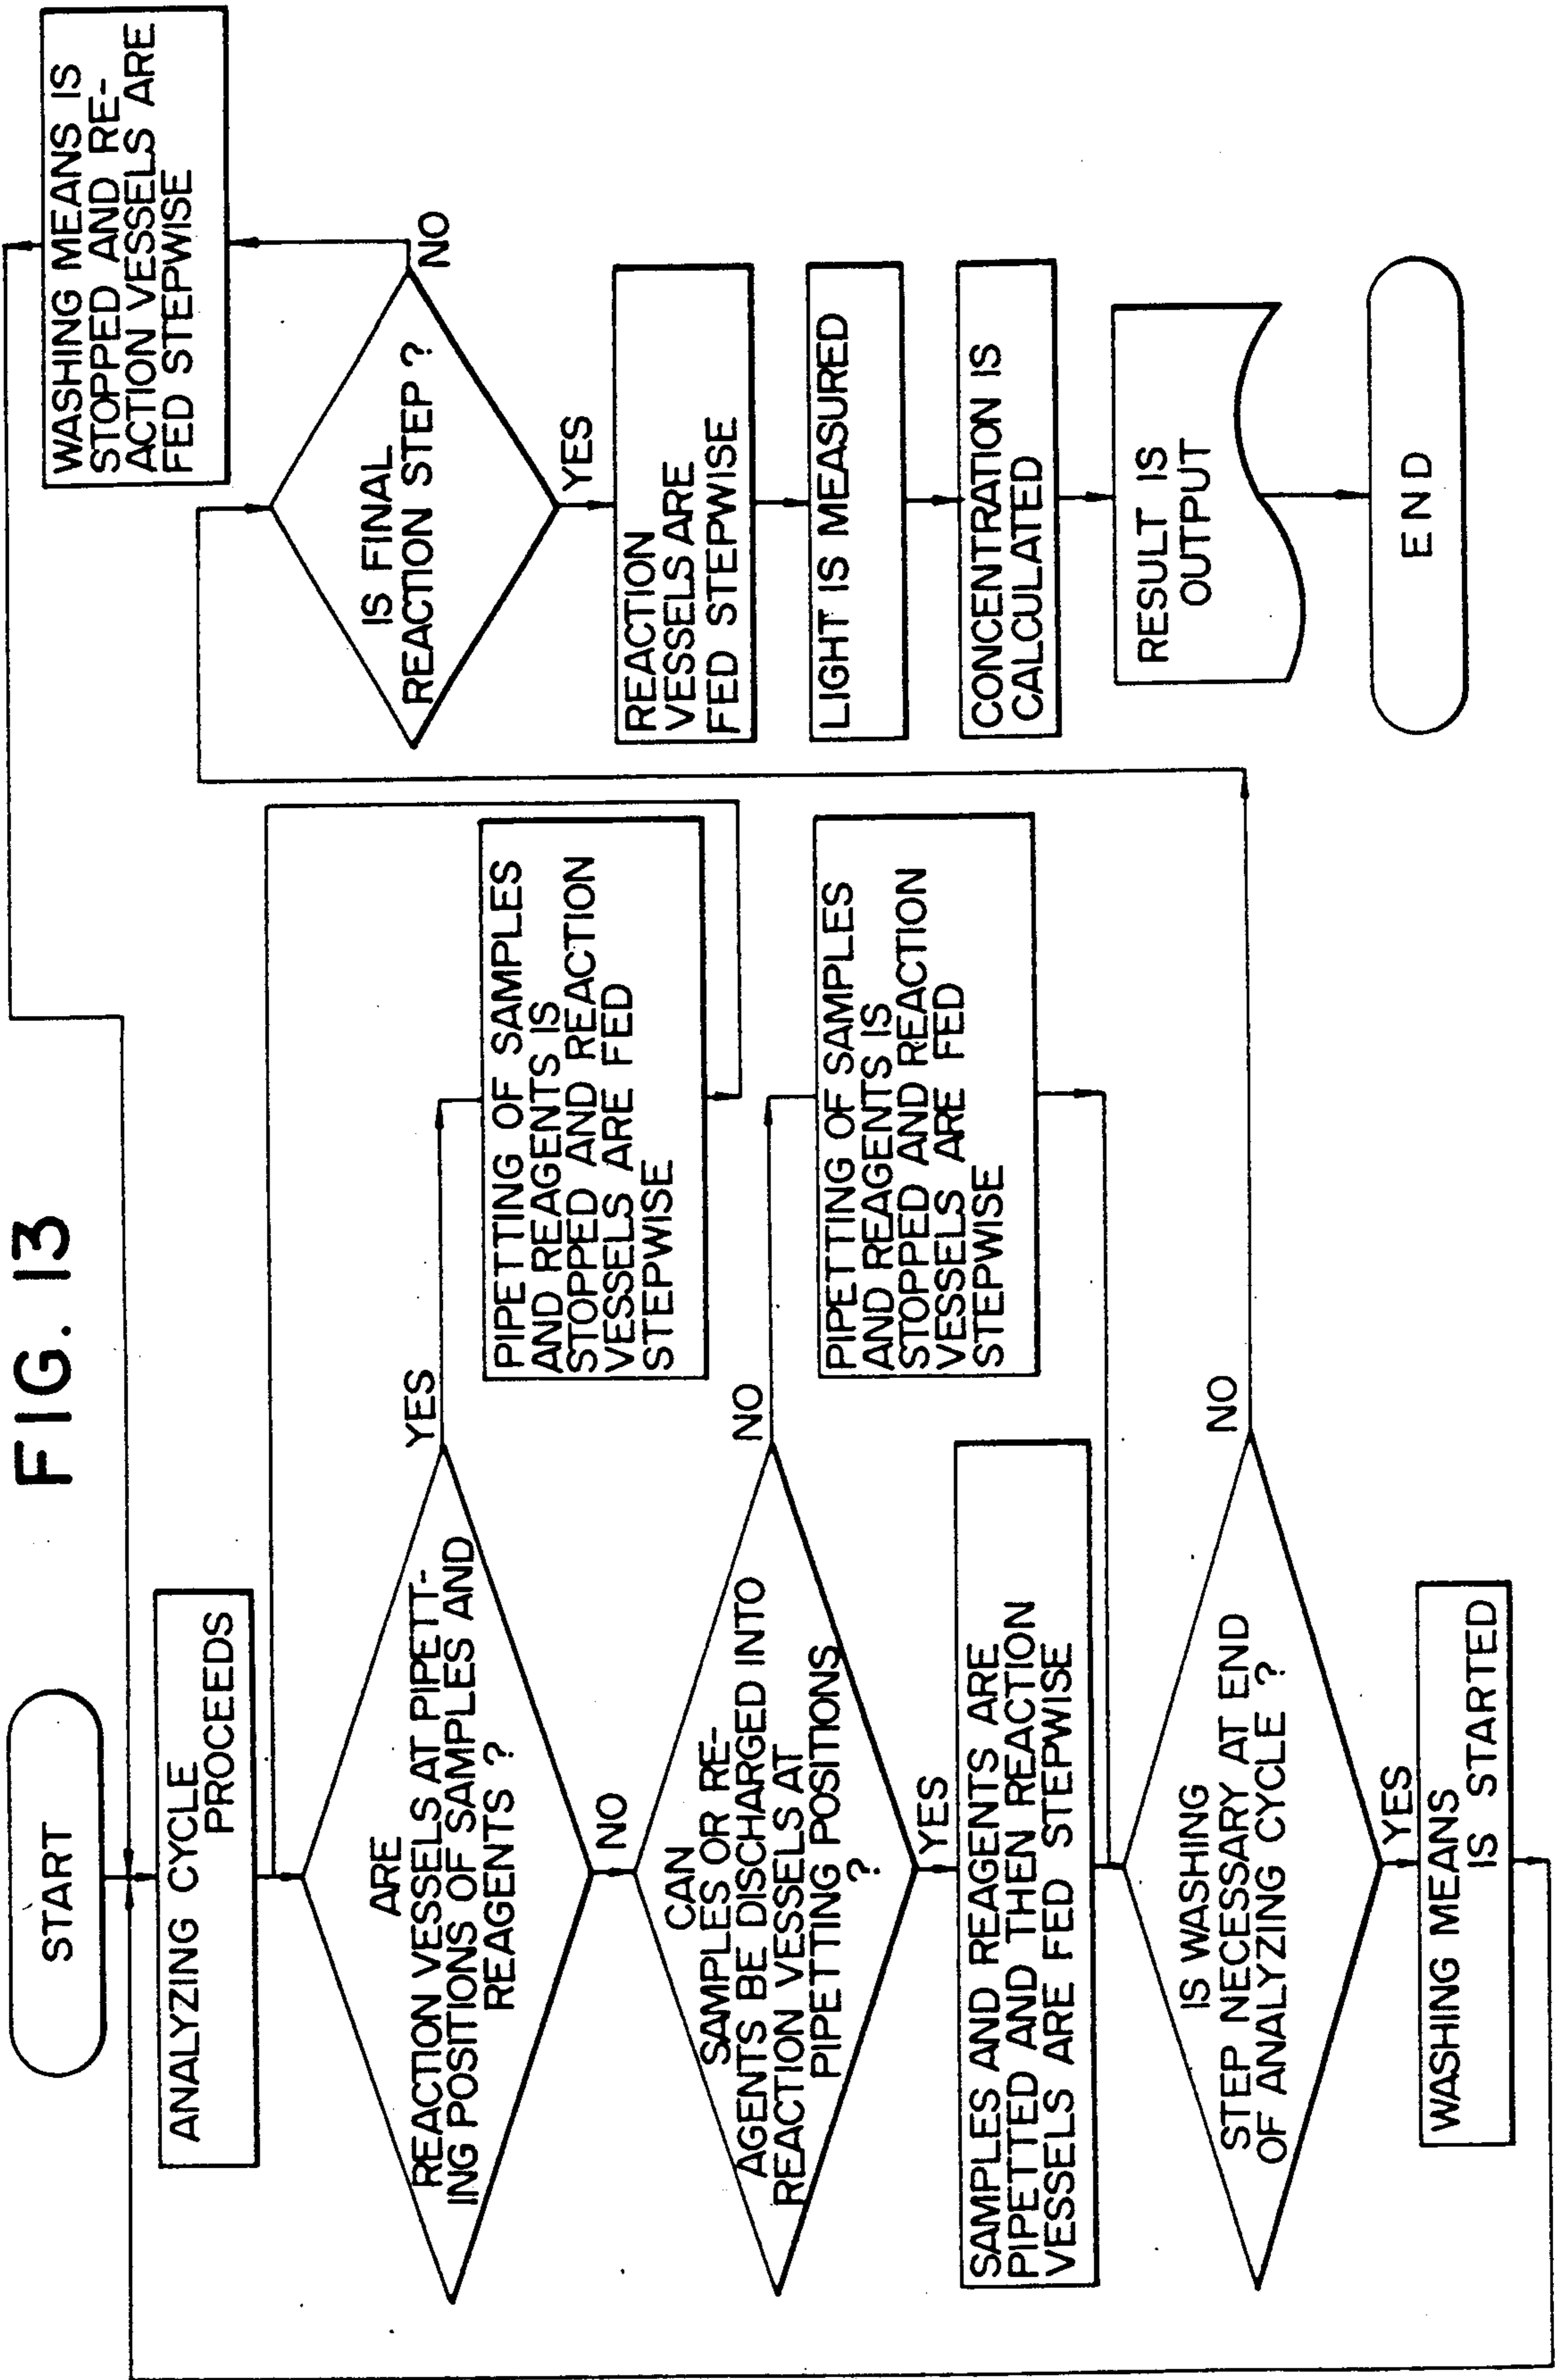 FIG. 13
START
ANALYZING CYCLE
PROCEEDS
ARE
REACTION VESSELS AT PIPETT-
ING POSITIONS OF SAMPLES AND
REAGENTS ?
YES
PIPETTING OF SAMPLES
AND REAGENTS IS
STOPPED AND REACTION
VESSELS ARE FED
STEPWISE
NO
CAN
SAMPLES OR RE-
AGENTS BE DISCHARGED INTO
REACTION VESSELS AT
PIPETTING POSITIONS
?
NO
PIPETTING OF SAMPLES
AND REAGENTS IS
STOPPED AND REACTION
VESSELS ARE FED
STEPWISE
YES
SAMPLES AND REAGENTS ARE
PIPETTED AND THEN REACTION
VESSELS ARE FED STEPWISE
IS WASHING
STEP NECESSARY AT END
OF ANALYZING CYCLE ?
NO
YES
WASHING MEANS
IS STARTED
WASHING MEANS IS
STOPPED AND RE-
ACTION VESSELS ARE
FED STEPWISE
IS FINAL
REACTION STEP ?
NO
YES
REACTION
VESSELS ARE
FED STEPWISE
LIGHT IS MEASURED
CONCENTRATION IS
CALCULATED
RESULT IS
OUTPUT
END